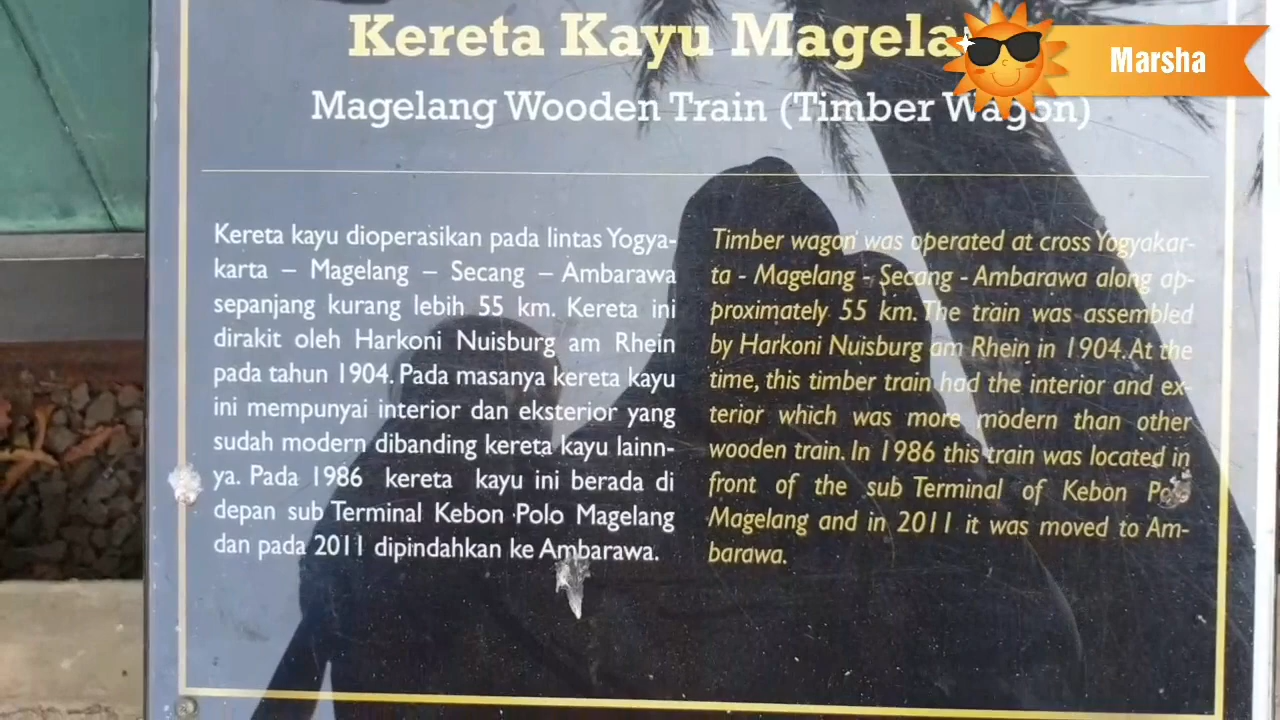 Kereta Kayu
Marsha
Magelang Wooden Train (Timber Wagon)
Kereta kayu dioperasikan pada lintas Yogya-
karta – Magelang – Secang – Ambarawa
sepanjang kurang lebih 55 km. Kereta ini
dirakit oleh Harkoni Nuisburg am Rhein
pada tahun 1904. Pada masanya kereta kayu
ini mempunyai interior dan eksterior yang
sudah modern dibanding kereta kayu lainn-
ya. Pada 1986 kereta kayu ini berada di
depan sub Terminal Kebon Polo Magelang
dan pada 2011 dipindahkan ke Ambarawa.
Timber wagon was operated at cross Yogyakar-
ta - Magelang - Secang - Ambarawa along ap-
proximately 55 km. The train was assembled
by Harkoni Nuisburg am Rhein in 1904. At the
time, this timber train had the interior and ex-
terior which was more modern than other
wooden train. In 1986 this train was located in
front of the sub Terminal of Kebon Polo
Magelang and in 2011 it was moved to Am-
barawa.